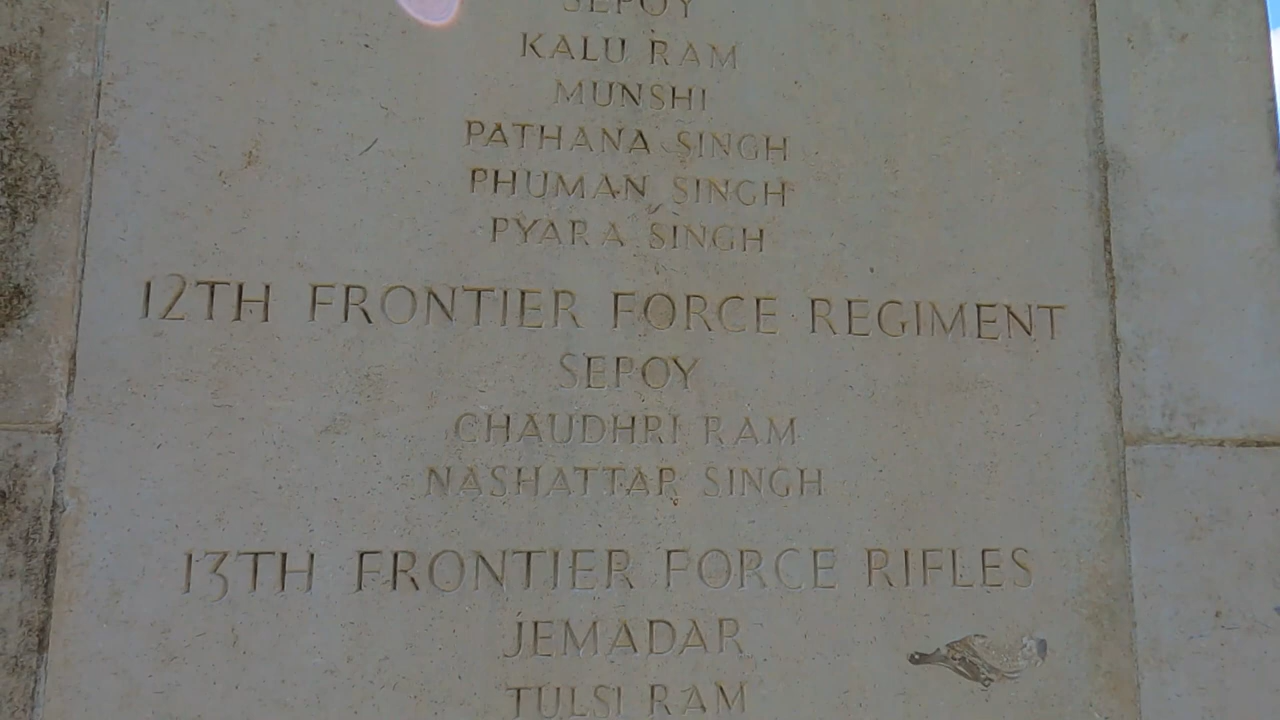 SEPOY
KALU RAM
MUNSHI
PATHANA SINGH
PHUMAN SINGH
PYARA SINGH
12TH FRONTIER FORCE REGIMENT
SEPOY
CHAUDHRI RAM
NASHATTAR SINGH
13TH FRONTIER FORCE RIFLES
JEMADAR
TULSI RAM